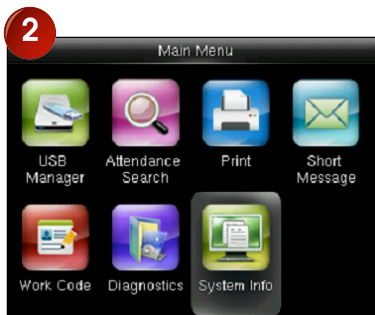 2
Main Menu
USB Manager
Attendance Search
Print
Short Message
Work Code
Diagnostics
System Info